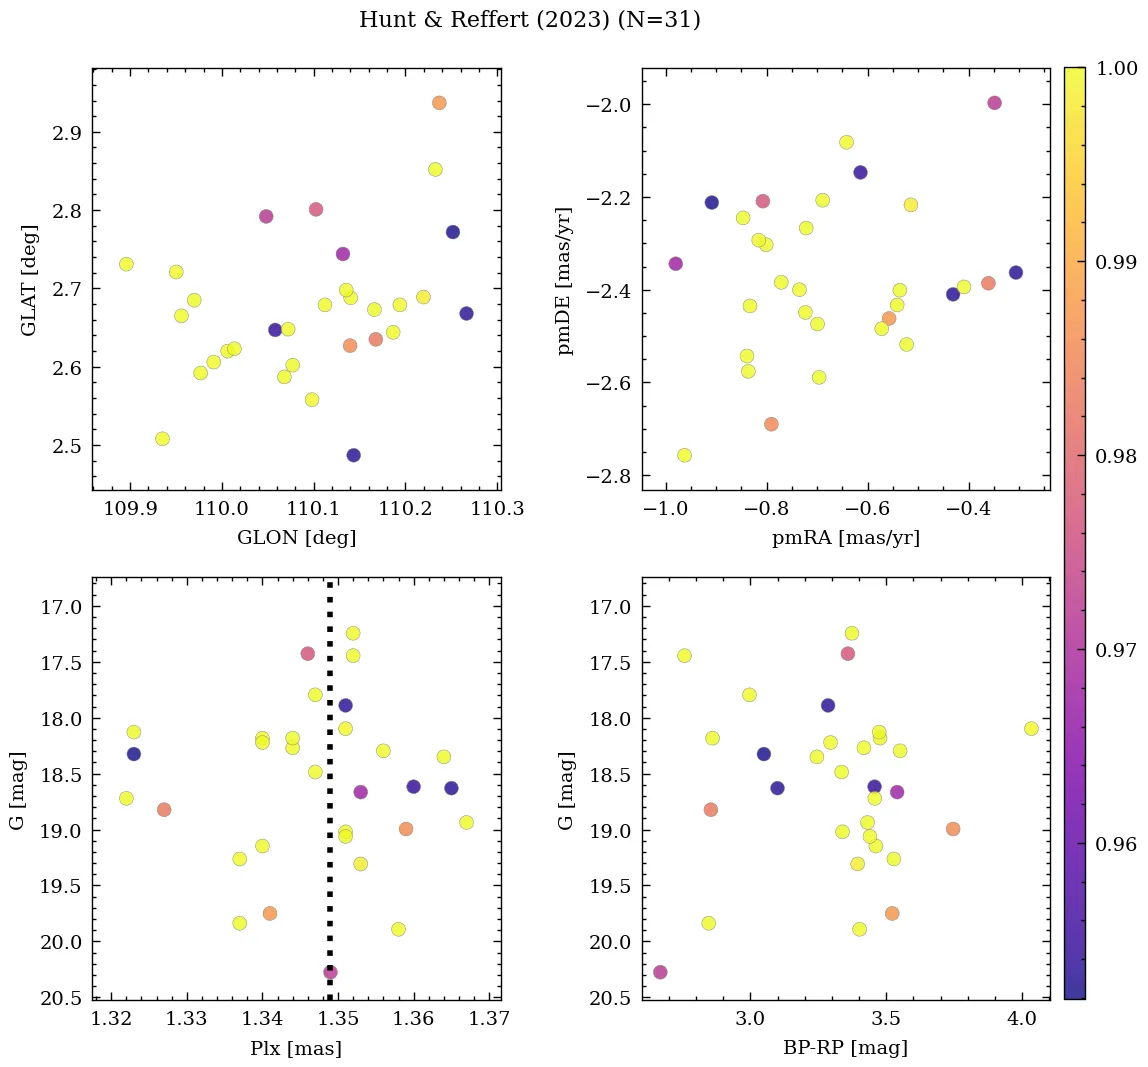 Hunt & Reffert (2023) (N=31)
2.9
2.8
2.7
2.6
2.5
GLAT [deg]
109.9 110.0 110.1 110.2 110.3
GLON [deg]
−2.0
−2.2
−2.4
−2.6
−2.8
pmDE [mas/yr]
−1.0 −0.8 −0.6 −0.4
pmRA [mas/yr]
17.0
17.5
18.0
18.5
19.0
19.5
20.0
20.5
G [mag]
1.32 1.33 1.34 1.35 1.36 1.37
Plx [mas]
17.0
17.5
18.0
18.5
19.0
19.5
20.0
20.5
G [mag]
3.0 3.5 4.0
BP-RP [mag]
1.00
0.99
0.98
0.97
0.96